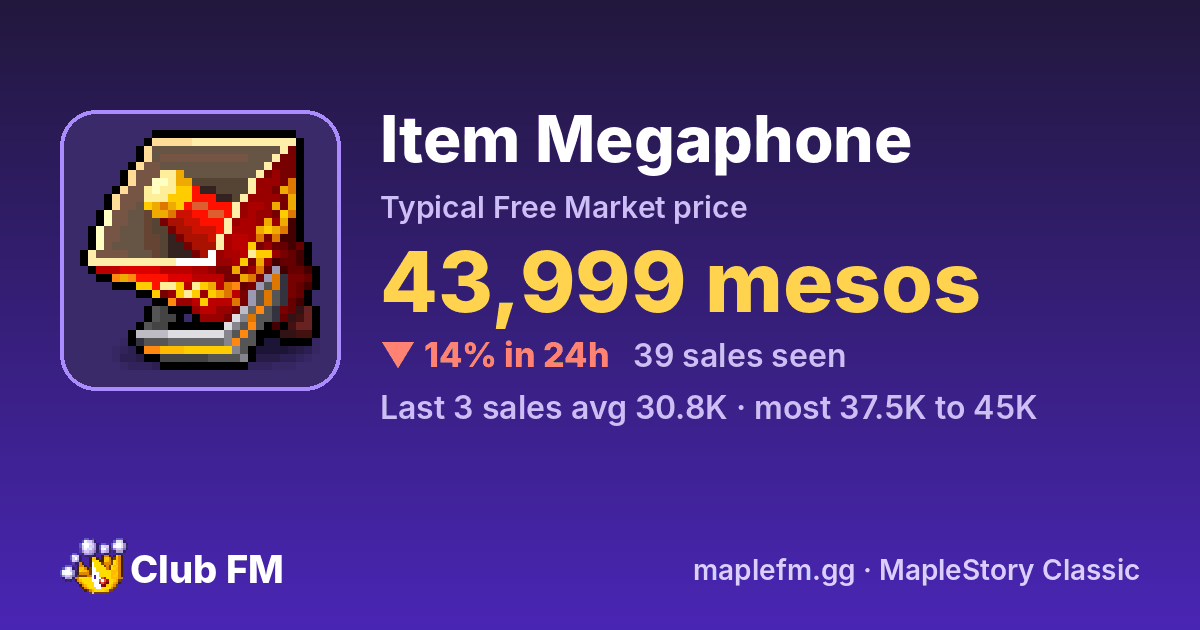 Item Megaphone
Typical Free Market price
43,999 mesos
▼ 14% in 24h 39 sales seen
Last 3 sales avg 30.8K · most 37.5K to 45K
Club FM
maplefm.gg · MapleStory Classic